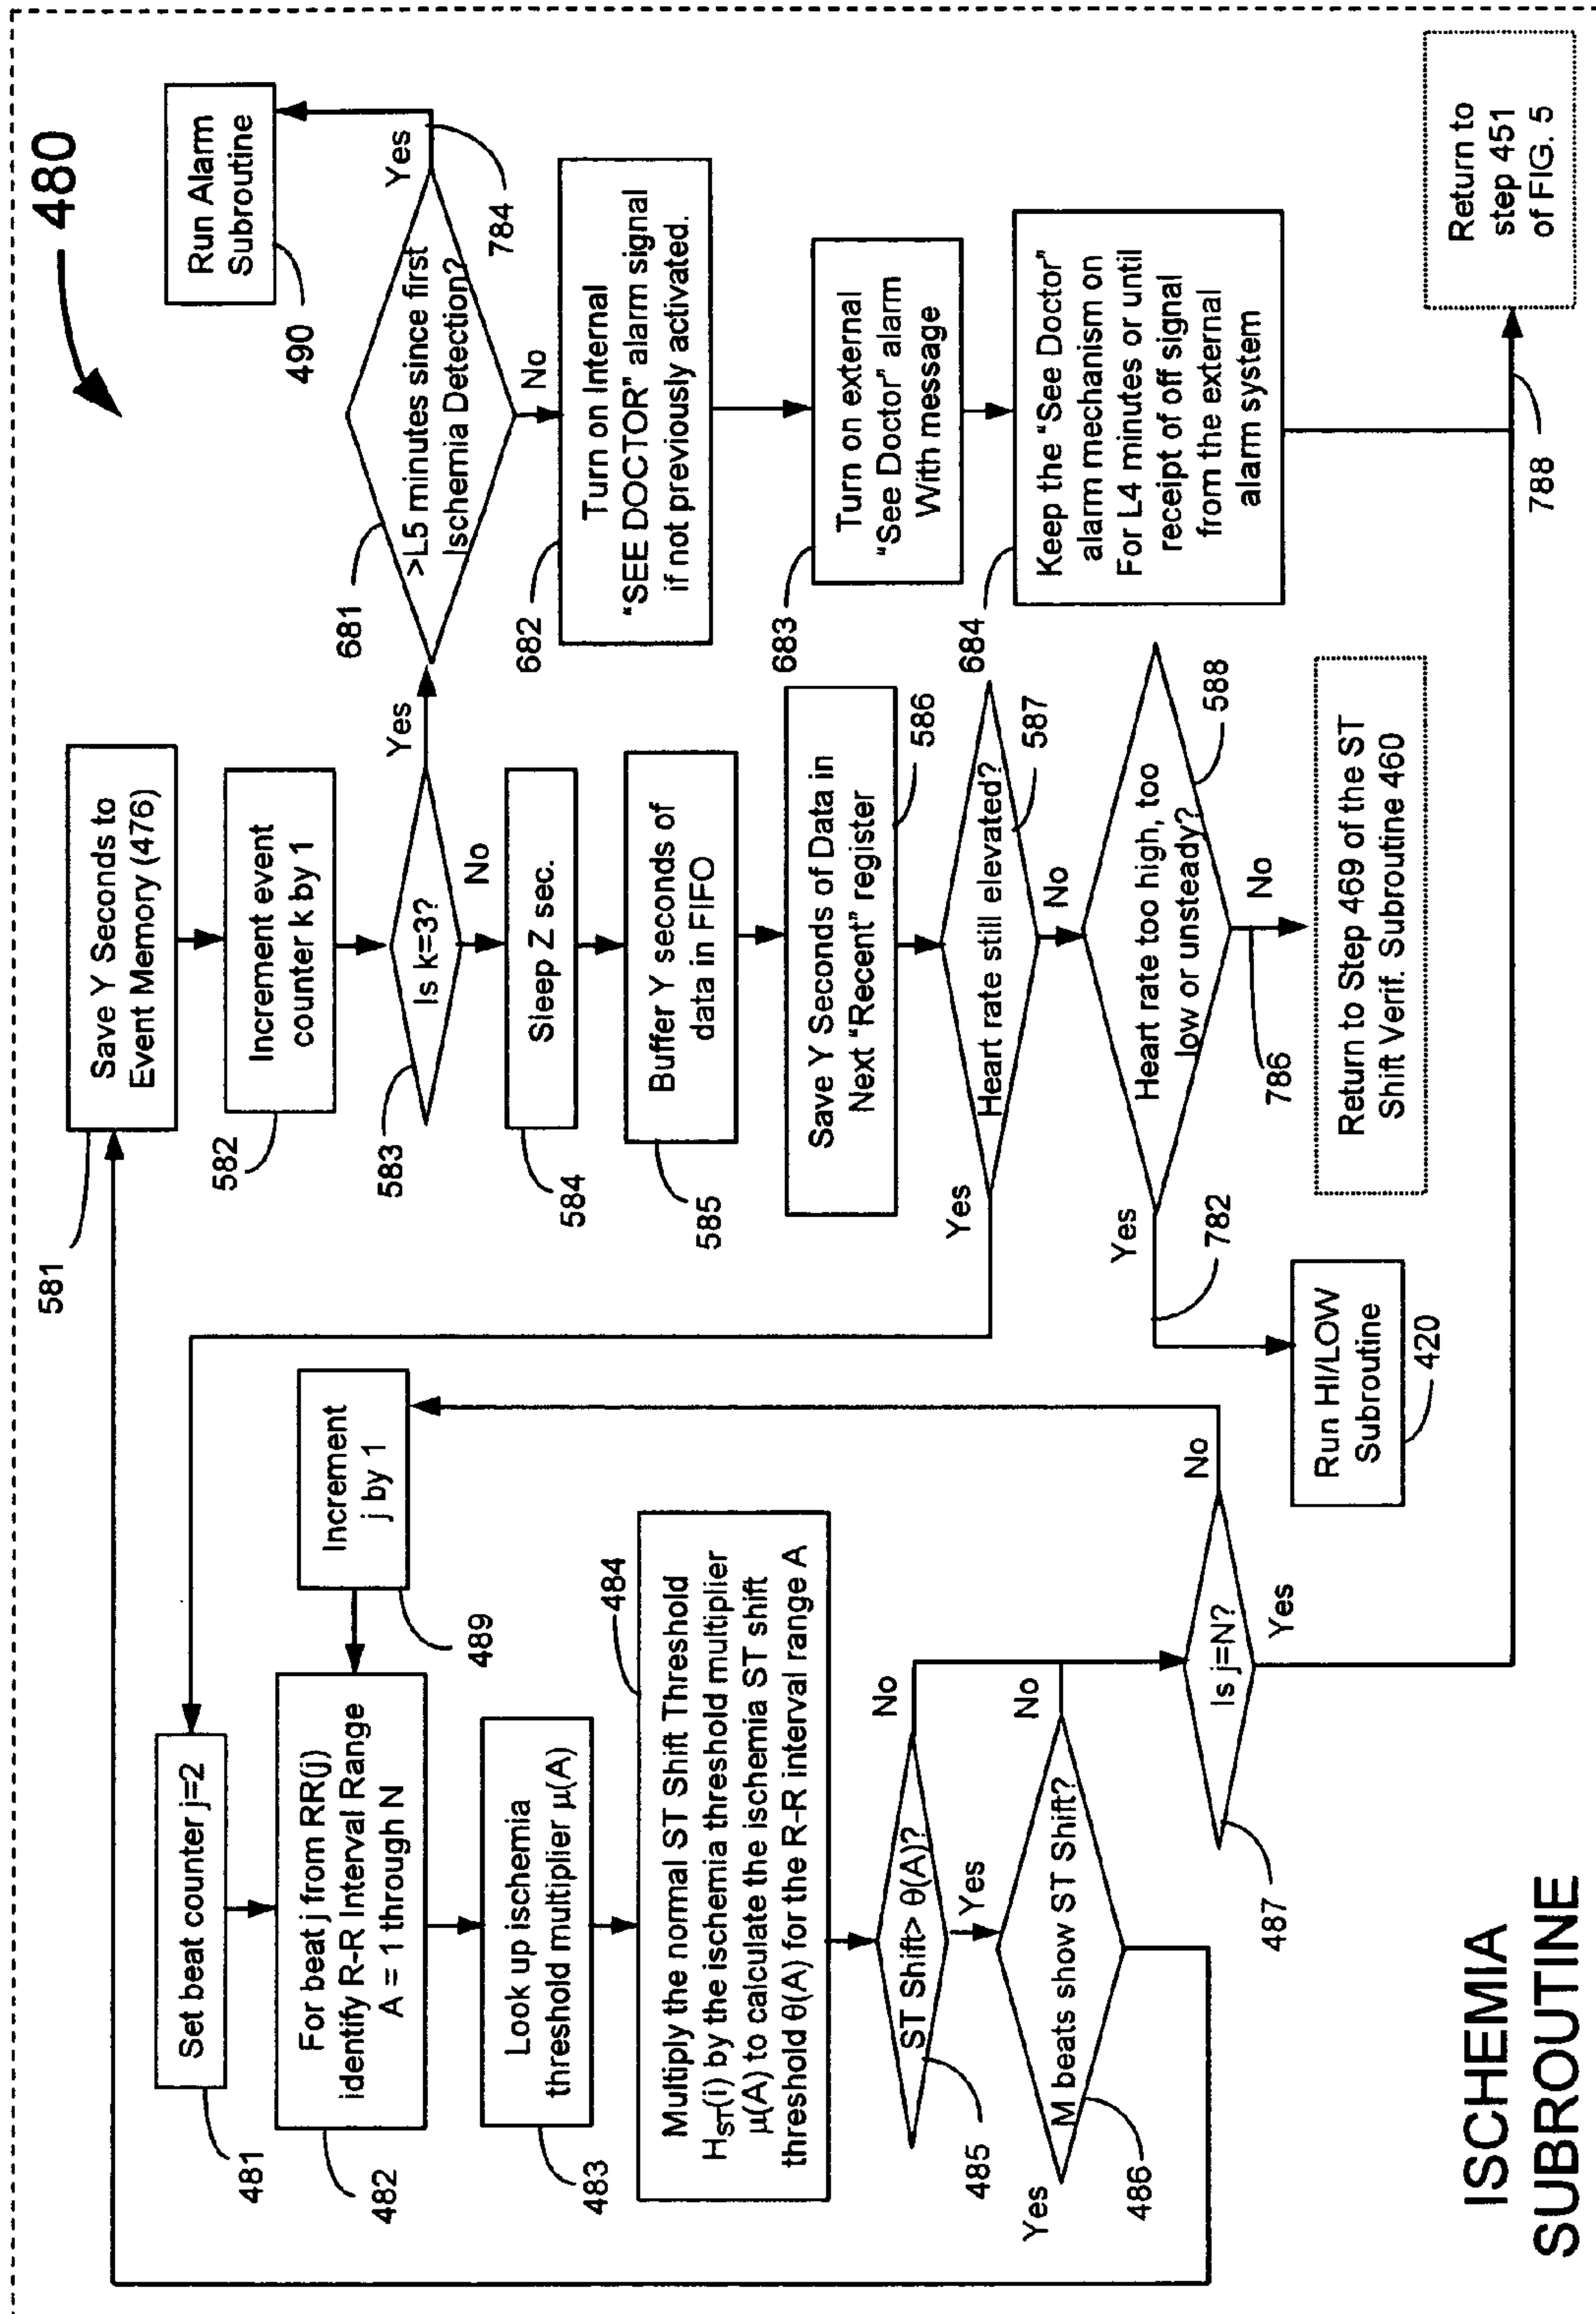 480
Set beat counter j=2
481
For beat j from RR(j)
identify R-R Interval Range
A = 1 through N
482
Increment
j by 1
489
Look up ischemia
threshold multiplier μ(A)
483
Multiply the normal ST Shift Threshold
HST(i) by the ischemia threshold multiplier
μ(A) to calculate the ischemia ST shift
threshold θ(A) for the R-R interval range A
484
ST Shift> θ(A)?
485
No
Yes
M beats show ST Shift?
486
No
Yes
Is j=N?
487
No
Yes
581
Save Y Seconds to
Event Memory (476)
Increment event
counter k by 1
582
Is k=3?
583
Yes
No
Sleep Z sec.
584
Buffer Y seconds of
data in FIFO
585
Save Y Seconds of Data in
Next "Recent" register
586
Heart rate still elevated?
587
Yes
No
Heart rate too high, too
low or unsteady?
588
Yes
782
No
786
Run HI/LOW
Subroutine
420
Return to Step 469 of the ST
Shift Verif. Subroutine 460
Run Alarm
Subroutine
490
>L5 minutes since first
Ischemia Detection?
681
Yes
784
No
Turn on Internal
"SEE DOCTOR" alarm signal
if not previously activated.
682
Turn on external
"See Doctor" alarm
With message
683
Keep the "See Doctor"
alarm mechanism on
For L4 minutes or until
receipt of off signal
from the external
alarm system
684
788
Return to
step 451
of FIG. 5
ISCHEMIA
SUBROUTINE